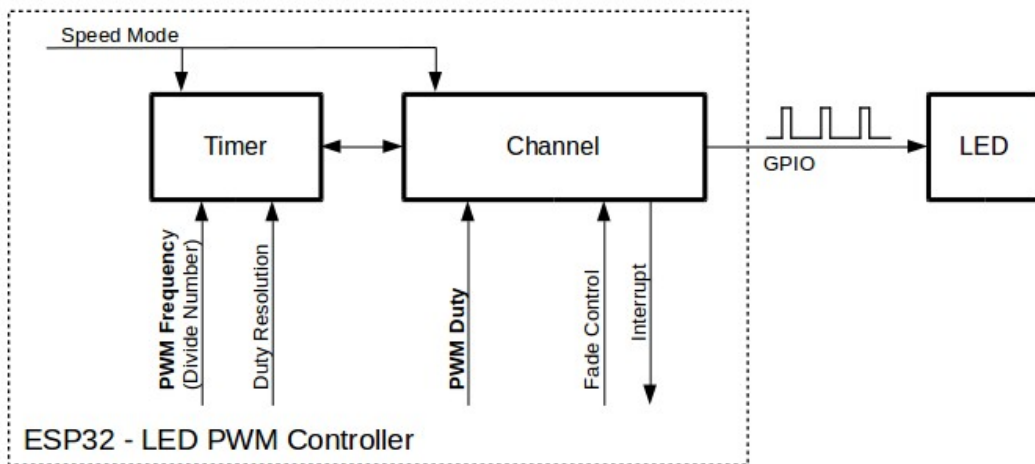 Speed Mode
Timer
Channel
GPIO
LED
PWM Frequency
(Divide Number)
Duty Resolution
PWM Duty
Fade Control
Interrupt
ESP32 - LED PWM Controller